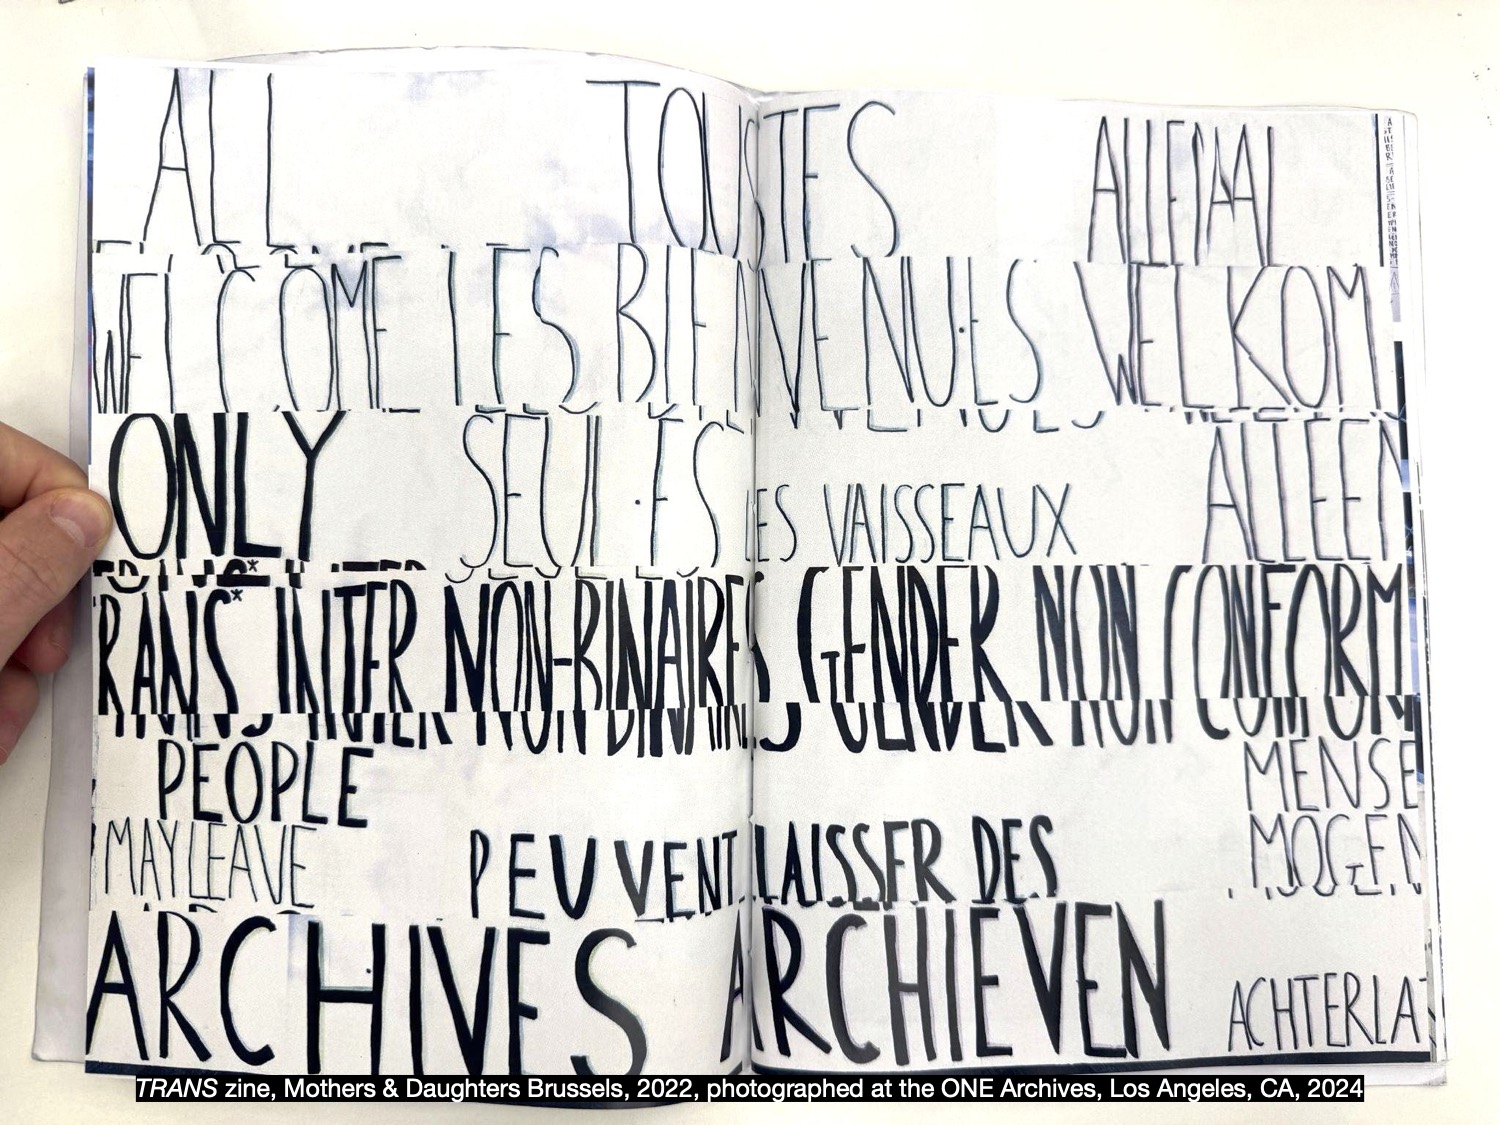 ALL TOUSTES ALLEMAAL
WELCOME LES BIENVENU·ES WELKOM
ONLY SEUL·ES LES VAISSEAUX ALLEEN
TRANS* INTER NON-BINAIRES GENDER NON CONFORM
PEOPLE MENSE
MAY LEAVE PEUVENT LAISSER DES MOGEN
ARCHIVES ARCHIEVEN ACHTERLAT
TRANS zine, Mothers & Daughters Brussels, 2022, photographed at the ONE Archives, Los Angeles, CA, 2024